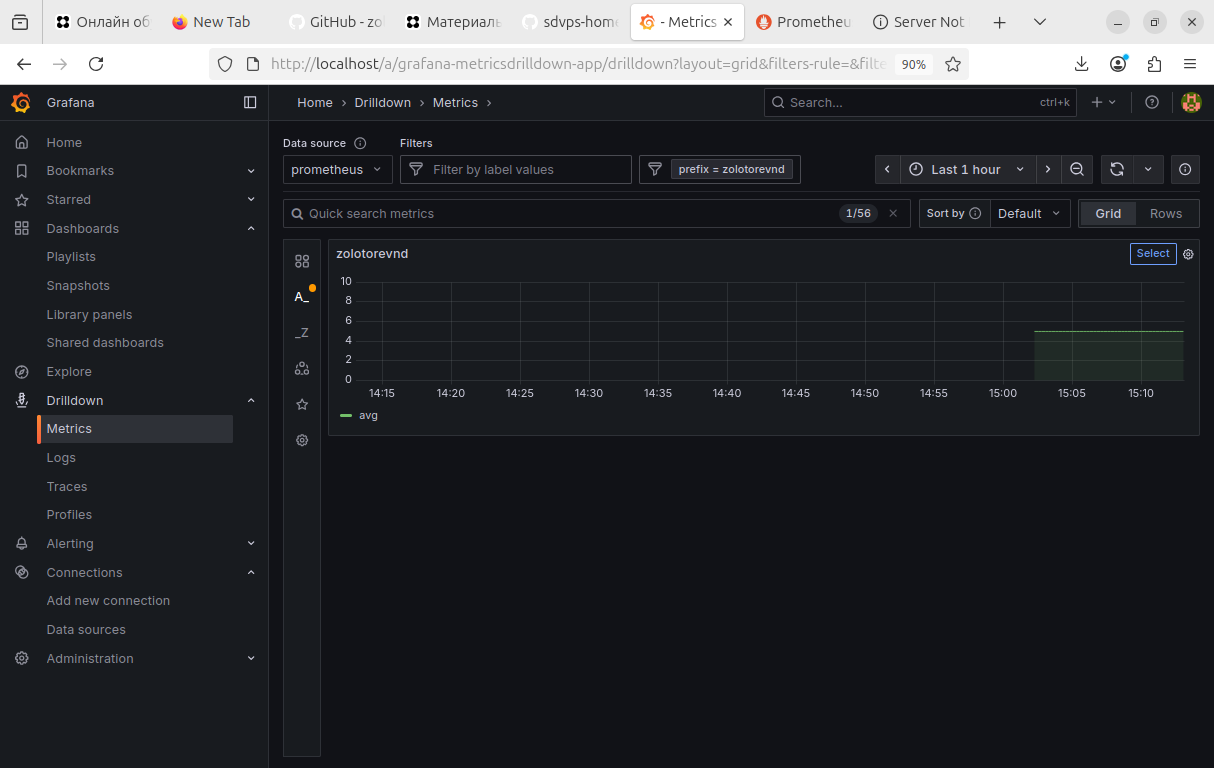 Онлайн об
New Tab
GitHub - zo
Материаль
sdvps-hom
- Metrics
Prometheu
Server Not
http://localhost/a/grafana-metricsdrilldown-app/drilldown?layout=grid&filters-rule=&filte
90%
Grafana
Home › Drilldown › Metrics ›
Search...
ctrl+k
Home
Bookmarks
Starred
Dashboards
Playlists
Snapshots
Library panels
Shared dashboards
Explore
Drilldown
Metrics
Logs
Traces
Profiles
Alerting
Connections
Add new connection
Data sources
Administration
Data source
Filters
prometheus
Filter by label values
prefix = zolotorevnd
Last 1 hour
Quick search metrics
1/56
Sort by
Default
Grid
Rows
A_
_Z
zolotorevnd
Select
10
8
6
4
2
0
14:15 14:20 14:25 14:30 14:35 14:40 14:45 14:50 14:55 15:00 15:05 15:10
avg